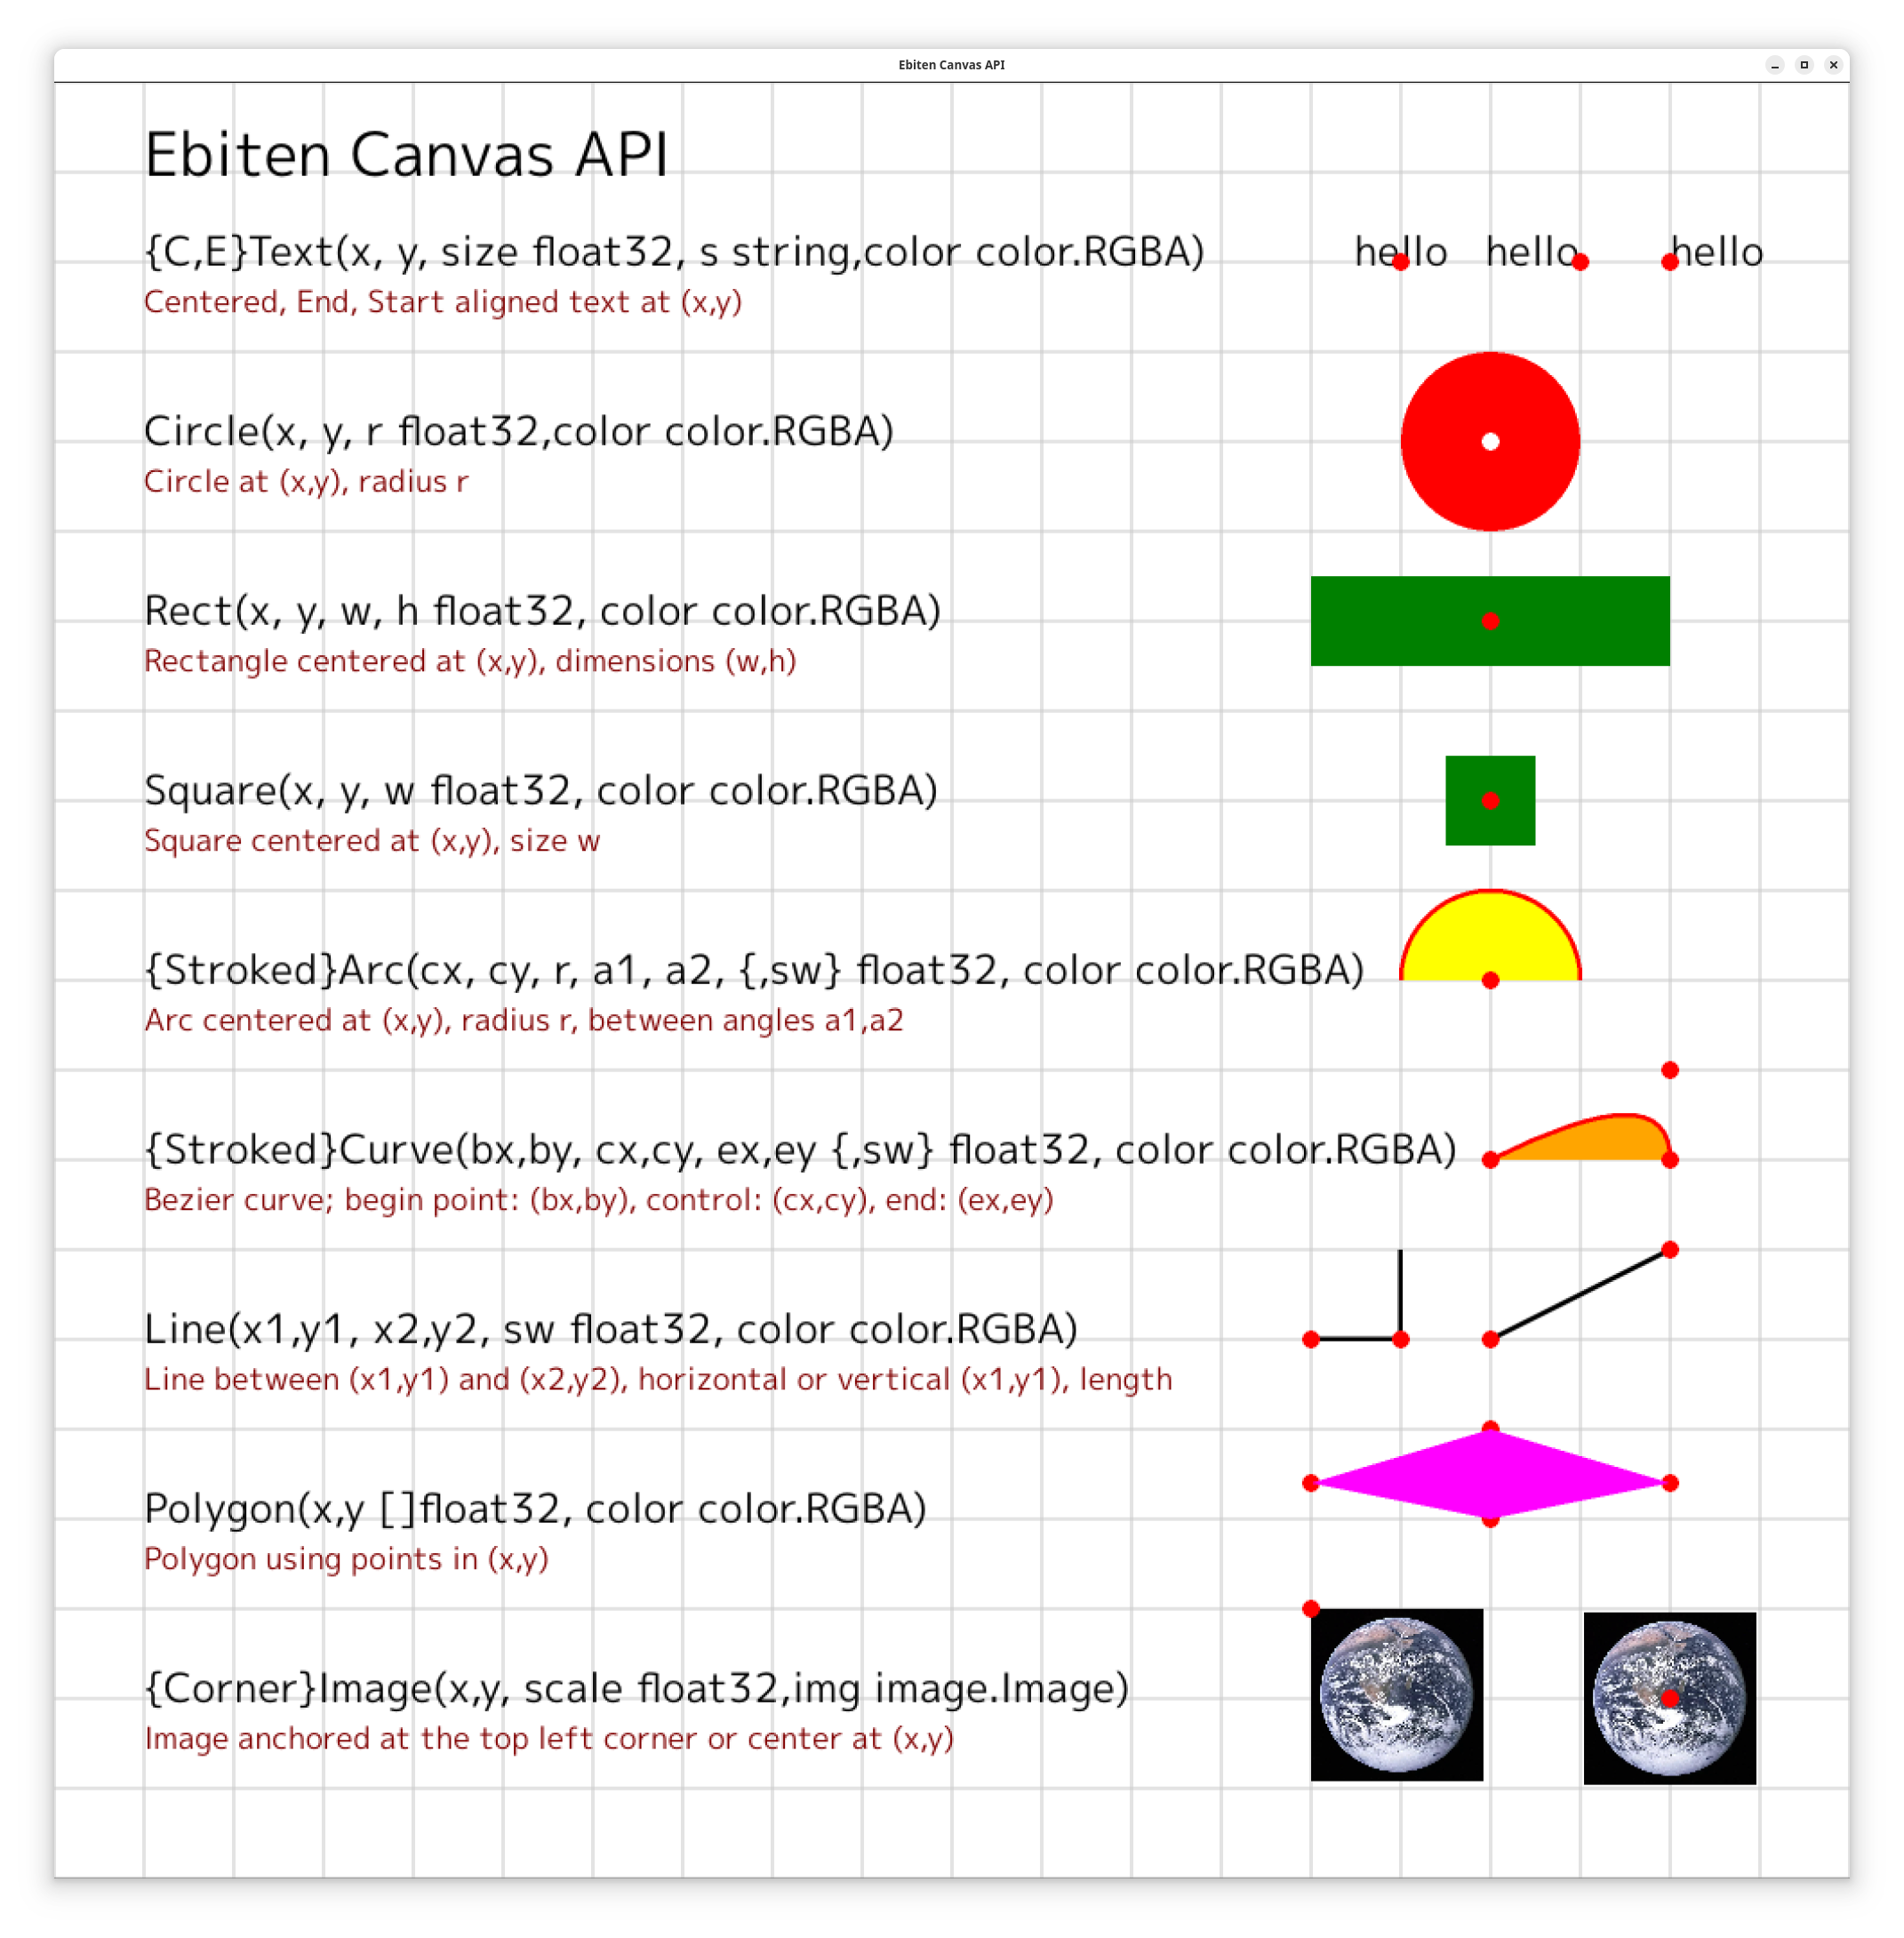 Ebiten Canvas API
Ebiten Canvas API
{C,E}Text(x, y, size float32, s string,color color.RGBA)
hello hello hello
Centered, End, Start aligned text at (x,y)
Circle(x, y, r float32,color color.RGBA)
Circle at (x,y), radius r
Rect(x, y, w, h float32, color color.RGBA)
Rectangle centered at (x,y), dimensions (w,h)
Square(x, y, w float32, color color.RGBA)
Square centered at (x,y), size w
{Stroked}Arc(cx, cy, r, a1, a2, {,sw} float32, color color.RGBA)
Arc centered at (x,y), radius r, between angles a1,a2
{Stroked}Curve(bx,by, cx,cy, ex,ey {,sw} float32, color color.RGBA)
Bezier curve; begin point: (bx,by), control: (cx,cy), end: (ex,ey)
Line(x1,y1, x2,y2, sw float32, color color.RGBA)
Line between (x1,y1) and (x2,y2), horizontal or vertical (x1,y1), length
Polygon(x,y []float32, color color.RGBA)
Polygon using points in (x,y)
{Corner}Image(x,y, scale float32,img image.Image)
Image anchored at the top left corner or center at (x,y)